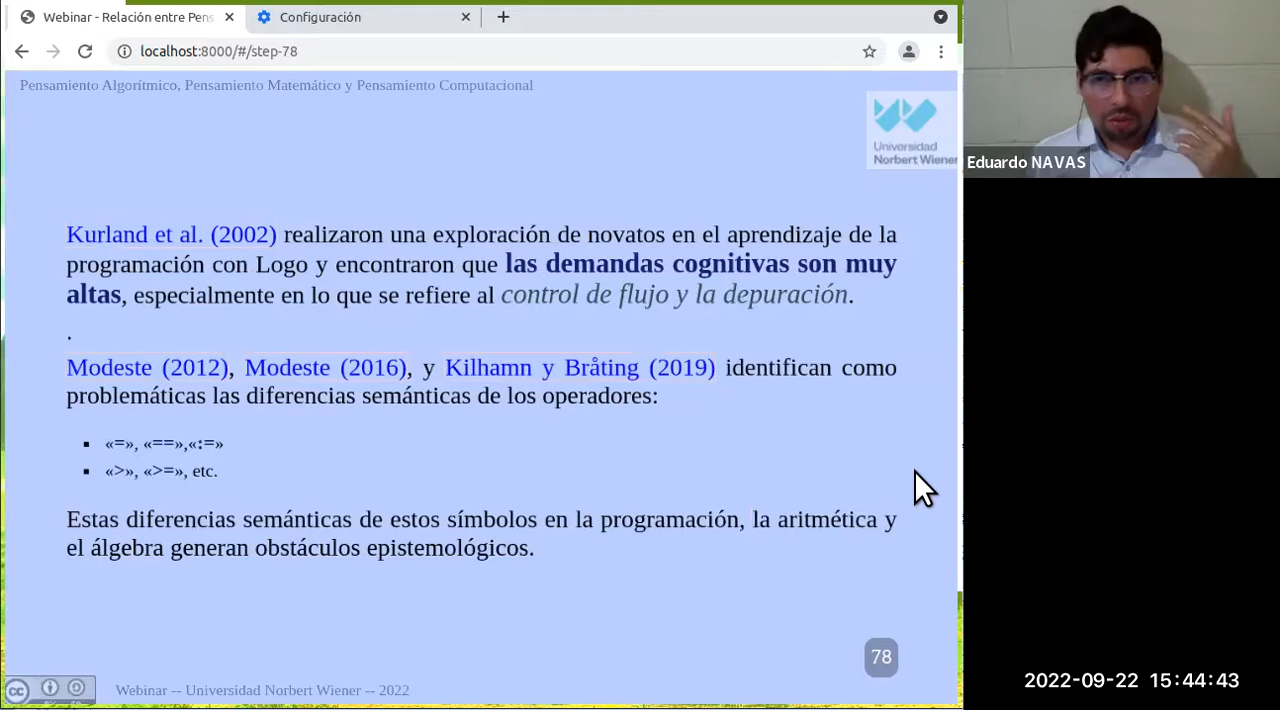 Webinar - Relación entre Pens
Configuración
localhost:8000/#/step-78
Pensamiento Algorítmico, Pensamiento Matemático y Pensamiento Computacional
Universidad
Norbert Wiener
Eduardo NAVAS
Kurland et al. (2002) realizaron una exploración de novatos en el aprendizaje de la
programación con Logo y encontraron que las demandas cognitivas son muy
altas, especialmente en lo que se refiere al control de flujo y la depuración.
.
Modeste (2012), Modeste (2016), y Kilhamn y Bråting (2019) identifican como
problemáticas las diferencias semánticas de los operadores:
▪ «=», «==»,«:=»
▪ «>», «>=», etc.
Estas diferencias semánticas de estos símbolos en la programación, la aritmética y
el álgebra generan obstáculos epistemológicos.
78
cc
Webinar -- Universidad Norbert Wiener -- 2022
2022-09-22 15:44:43